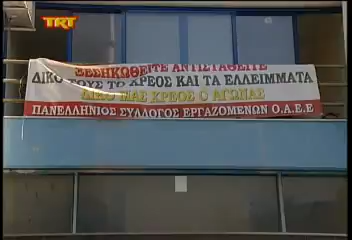 TRT
ΞΕΣΗΚΩΘΕΙΤΕ ΑΝΤΙΣΤΑΘΕΙΤΕ
ΔΙΚΟ ΤΟΥΣ ΤΟ ΧΡΕΟΣ ΚΑΙ ΤΑ ΕΛΛΕΙΜΜΑΤΑ
ΔΙΚΟ ΜΑΣ ΧΡΕΟΣ Ο ΑΓΩΝΑΣ
ΠΑΝΕΛΛΗΝΙΟΣ ΣΥΛΛΟΓΟΣ ΕΡΓΑΖΟΜΕΝΩΝ Ο.Α.Ε.Ε